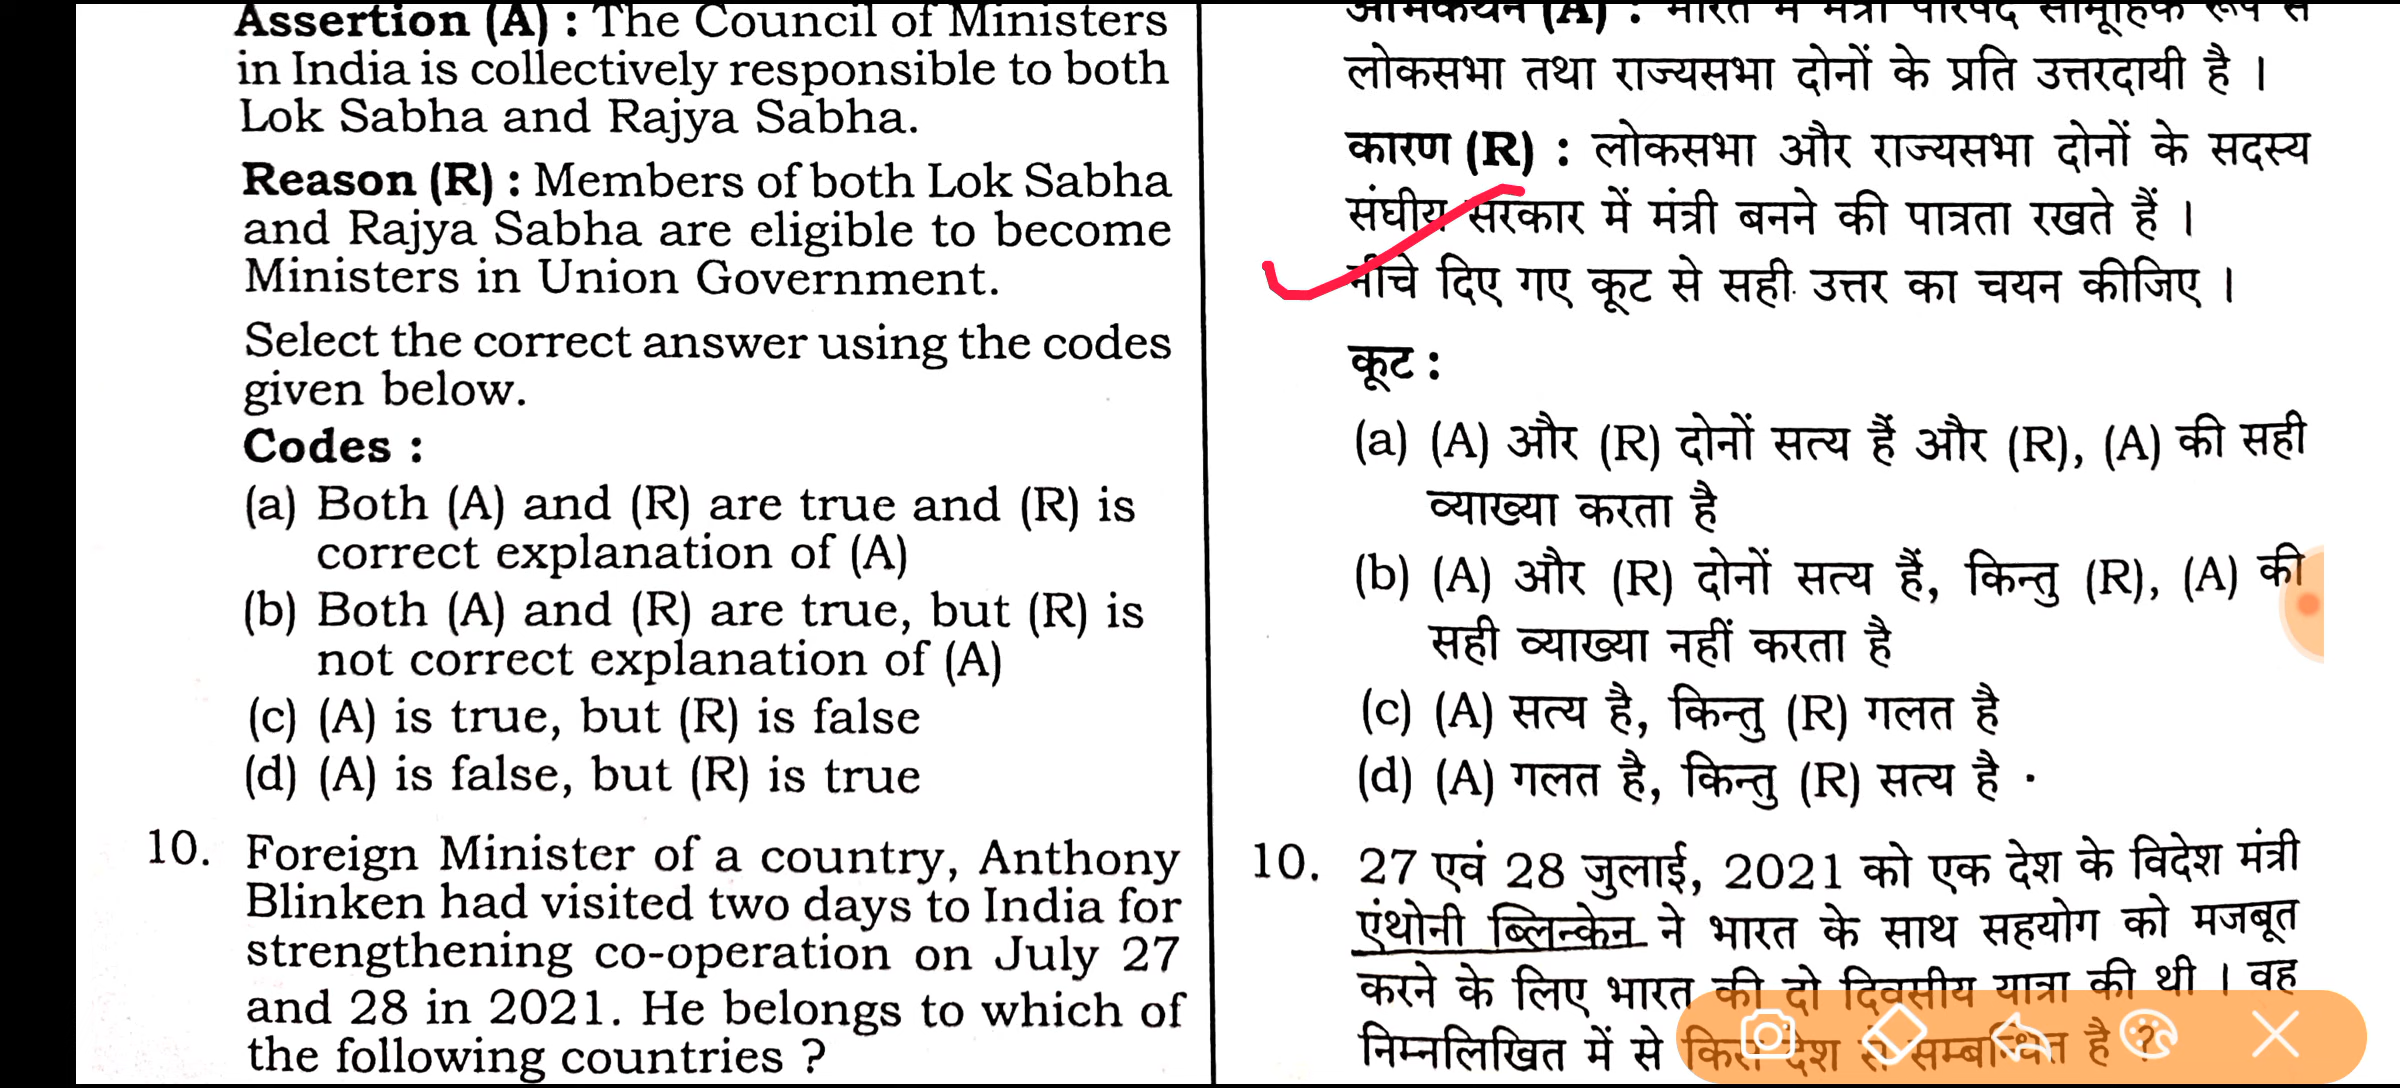 Assertion (A) : The Council of Ministers
in India is collectively responsible to both
Lok Sabha and Rajya Sabha.
Reason (R) : Members of both Lok Sabha
and Rajya Sabha are eligible to become
Ministers in Union Government.
Select the correct answer using the codes
given below.
Codes :
(a) Both (A) and (R) are true and (R) is
correct explanation of (A)
(b) Both (A) and (R) are true, but (R) is
not correct explanation of (A)
(c) (A) is true, but (R) is false
(d) (A) is false, but (R) is true
10. Foreign Minister of a country, Anthony
Blinken had visited two days to India for
strengthening co-operation on July 27
and 28 in 2021. He belongs to which of
the following countries ?
अभिकथन (A) : भारत में मंत्री परिषद सामूहिक रूप से
लोकसभा तथा राज्यसभा दोनों के प्रति उत्तरदायी है ।
कारण (R) : लोकसभा और राज्यसभा दोनों के सदस्य
संघीय सरकार में मंत्री बनने की पात्रता रखते हैं ।
नीचे दिए गए कूट से सही उत्तर का चयन कीजिए ।
कूट :
(a) (A) और (R) दोनों सत्य हैं और (R), (A) की सही
व्याख्या करता है
(b) (A) और (R) दोनों सत्य हैं, किन्तु (R), (A) की
सही व्याख्या नहीं करता है
(c) (A) सत्य है, किन्तु (R) गलत है
(d) (A) गलत है, किन्तु (R) सत्य है
10. 27 एवं 28 जुलाई, 2021 को एक देश के विदेश मंत्री
एंथोनी ब्लिन्केन ने भारत के साथ सहयोग को मजबूत
करने के लिए भारत की दो दिवसीय यात्रा की थी । वह
निम्नलिखित में से किस देश से सम्बन्धित है ?